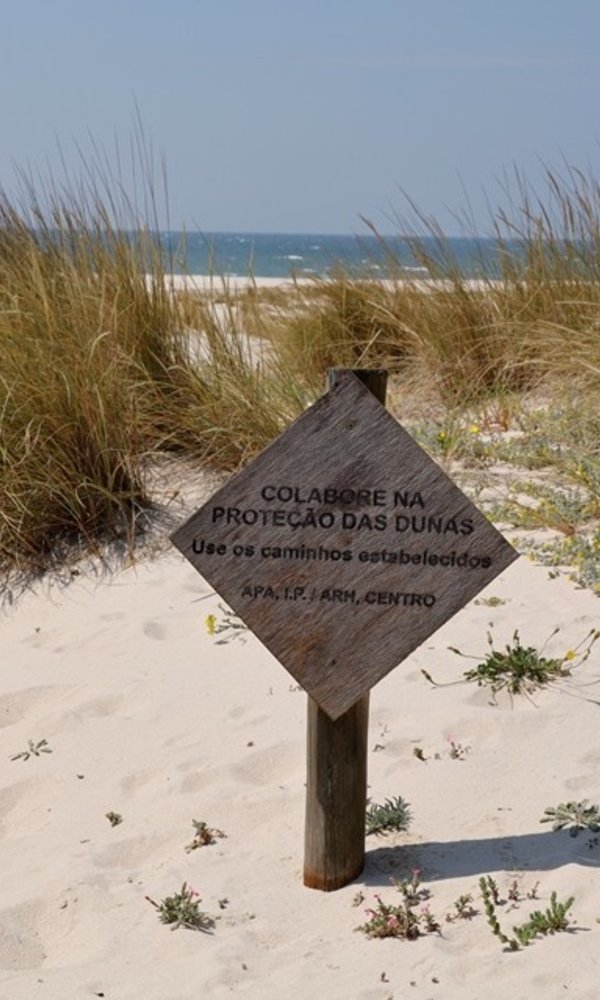 COLABORE NA
PROTEÇÃO DAS DUNAS
Use os caminhos estabelecidos
APA, I.P. / ARH, CENTRO